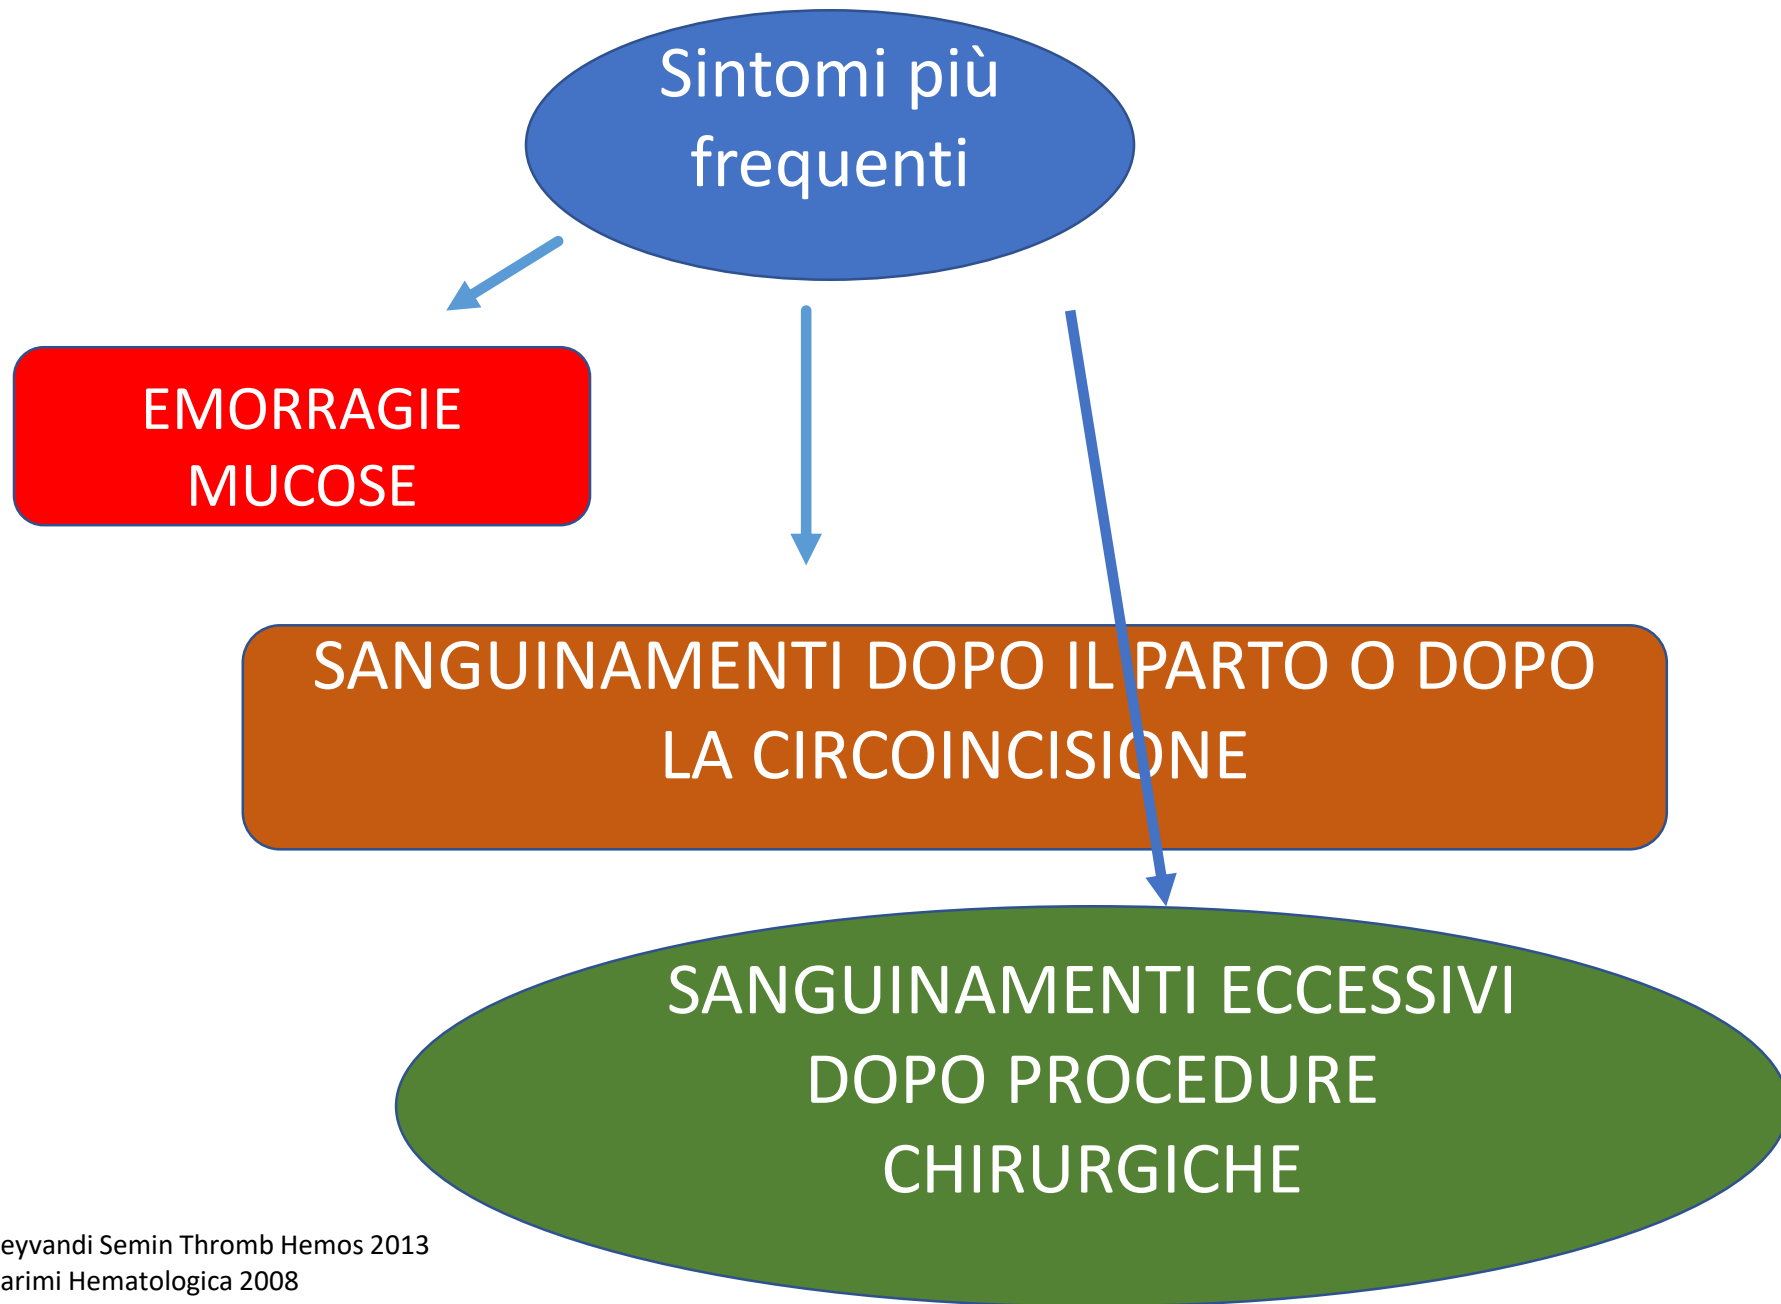 Sintomi più
frequenti
EMORRAGIE
MUCOSE
SANGUINAMENTI DOPO IL PARTO O DOPO
LA CIRCOINCISIONE
SANGUINAMENTI ECCESSIVI
DOPO PROCEDURE
CHIRURGICHE
eyvandi Semin Thromb Hemos 2013
arimi Hematologica 2008